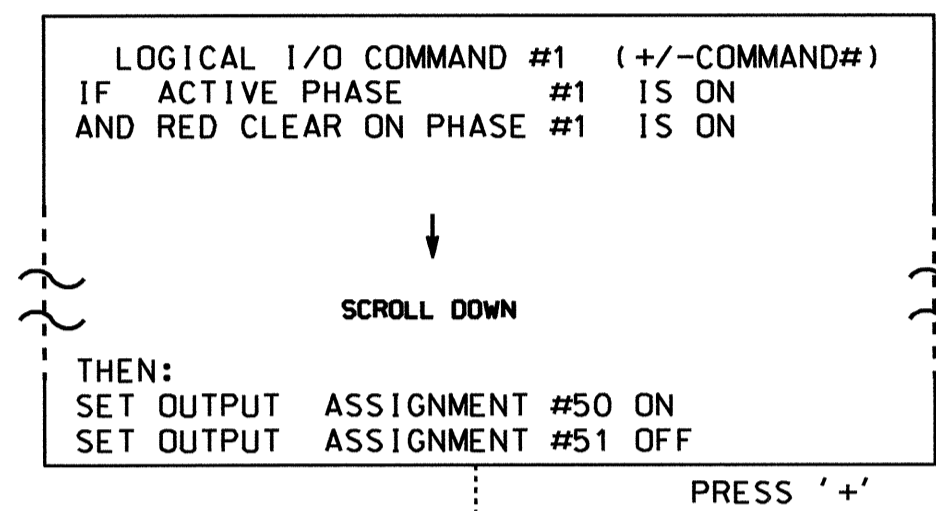 LOGICAL I/O COMMAND #1 (+/-COMMAND#)
IF ACTIVE PHASE #1 IS ON
AND RED CLEAR ON PHASE #1 IS ON
SCROLL DOWN
THEN:
SET OUTPUT ASSIGNMENT #50 ON
SET OUTPUT ASSIGNMENT #51 OFF
PRESS '+'